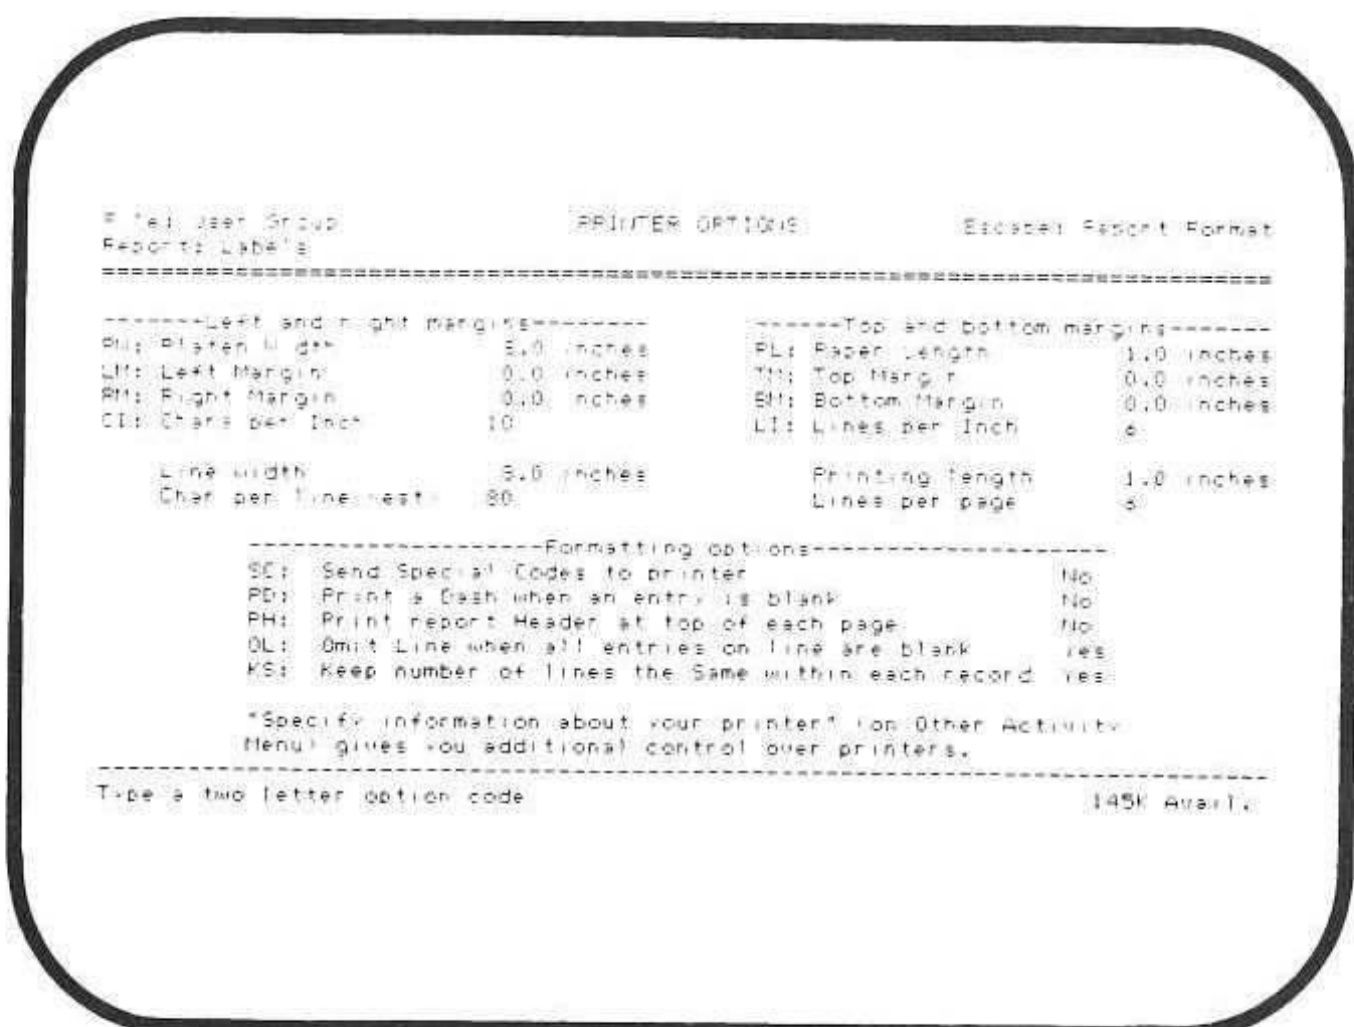 File: User Group PRINTER OPTIONS Escape: Report Format
Report: Labels
================================================================================
-------Left and right margins-------- ------Top and bottom margins-------
PW: Platen Width 8.0 inches PL: Paper Length 1.0 inches
LM: Left Margin 0.0 inches TM: Top Margin 0.0 inches
RM: Right Margin 0.0 inches BM: Bottom Margin 0.0 inches
CI: Chars per Inch 10 LI: Lines per Inch 6
Line width 8.0 inches Printing length 1.0 inches
Char per line (est) 80 Lines per page 6
--------------------Formatting options---------------------
SC: Send Special Codes to printer No
PD: Print a Dash when an entry is blank No
PH: Print report Header at top of each page No
OL: Omit Line when all entries on line are blank Yes
KS: Keep number of lines the Same within each record Yes
"Specify information about your printer" (on Other Activity
Menu) gives you additional control over printers.
--------------------------------------------------------------------------------
Type a two letter option code 145K Avail.